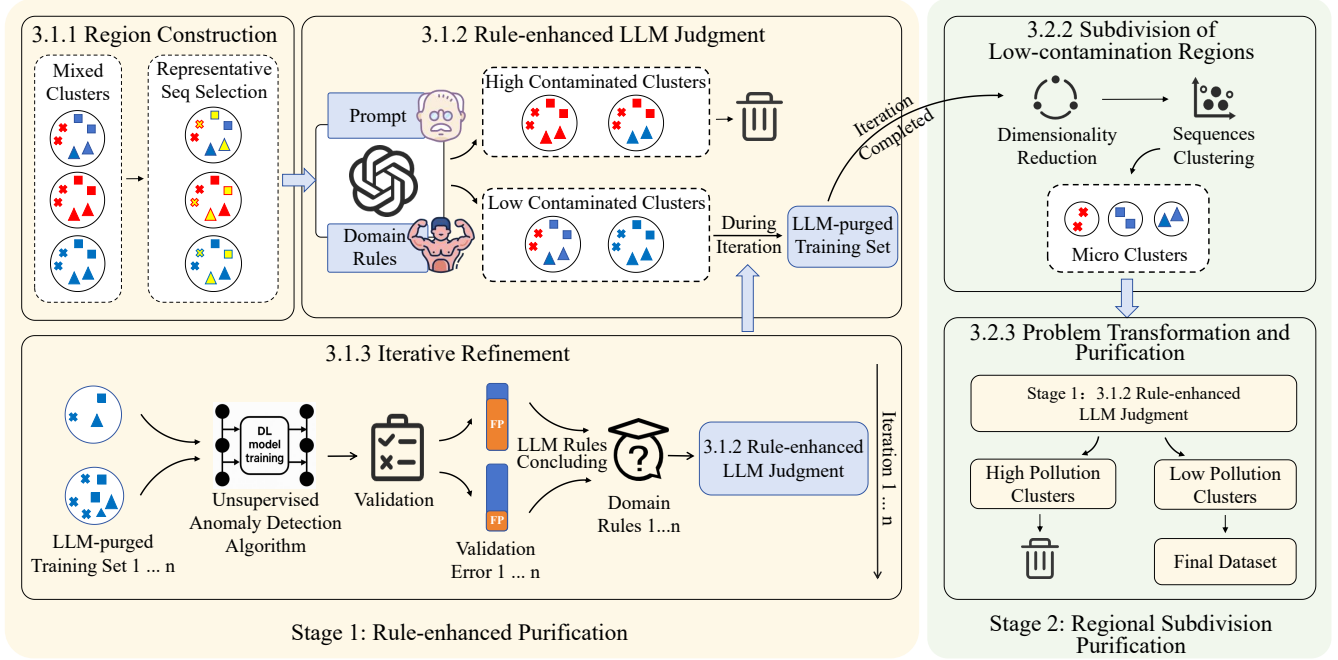 3.1.1 Region Construction
Mixed
Clusters
Representative
Seq Selection
3.1.2 Rule-enhanced LLM Judgment
Prompt
Domain
Rules
High Contaminated Clusters
Low Contaminated Clusters
During
Iteration
LLM-purged
Training Set
Iteration
Completed
3.1.3 Iterative Refinement
LLM-purged
Training Set 1 ... n
DL
model
training
Unsupervised
Anomaly Detection
Algorithm
Validation
FP
FP
Validation
Error 1 ... n
LLM Rules
Concluding
?
Domain
Rules 1...n
3.1.2 Rule-enhanced
LLM Judgment
Iteration 1 ... n
Stage 1: Rule-enhanced Purification
3.2.2 Subdivision of
Low-contamination Regions
Dimensionality
Reduction
Sequences
Clustering
Micro Clusters
3.2.3 Problem Transformation and
Purification
Stage 1: 3.1.2 Rule-enhanced
LLM Judgment
High Pollution
Clusters
Low Pollution
Clusters
Final Dataset
Stage 2: Regional Subdivision
Purification